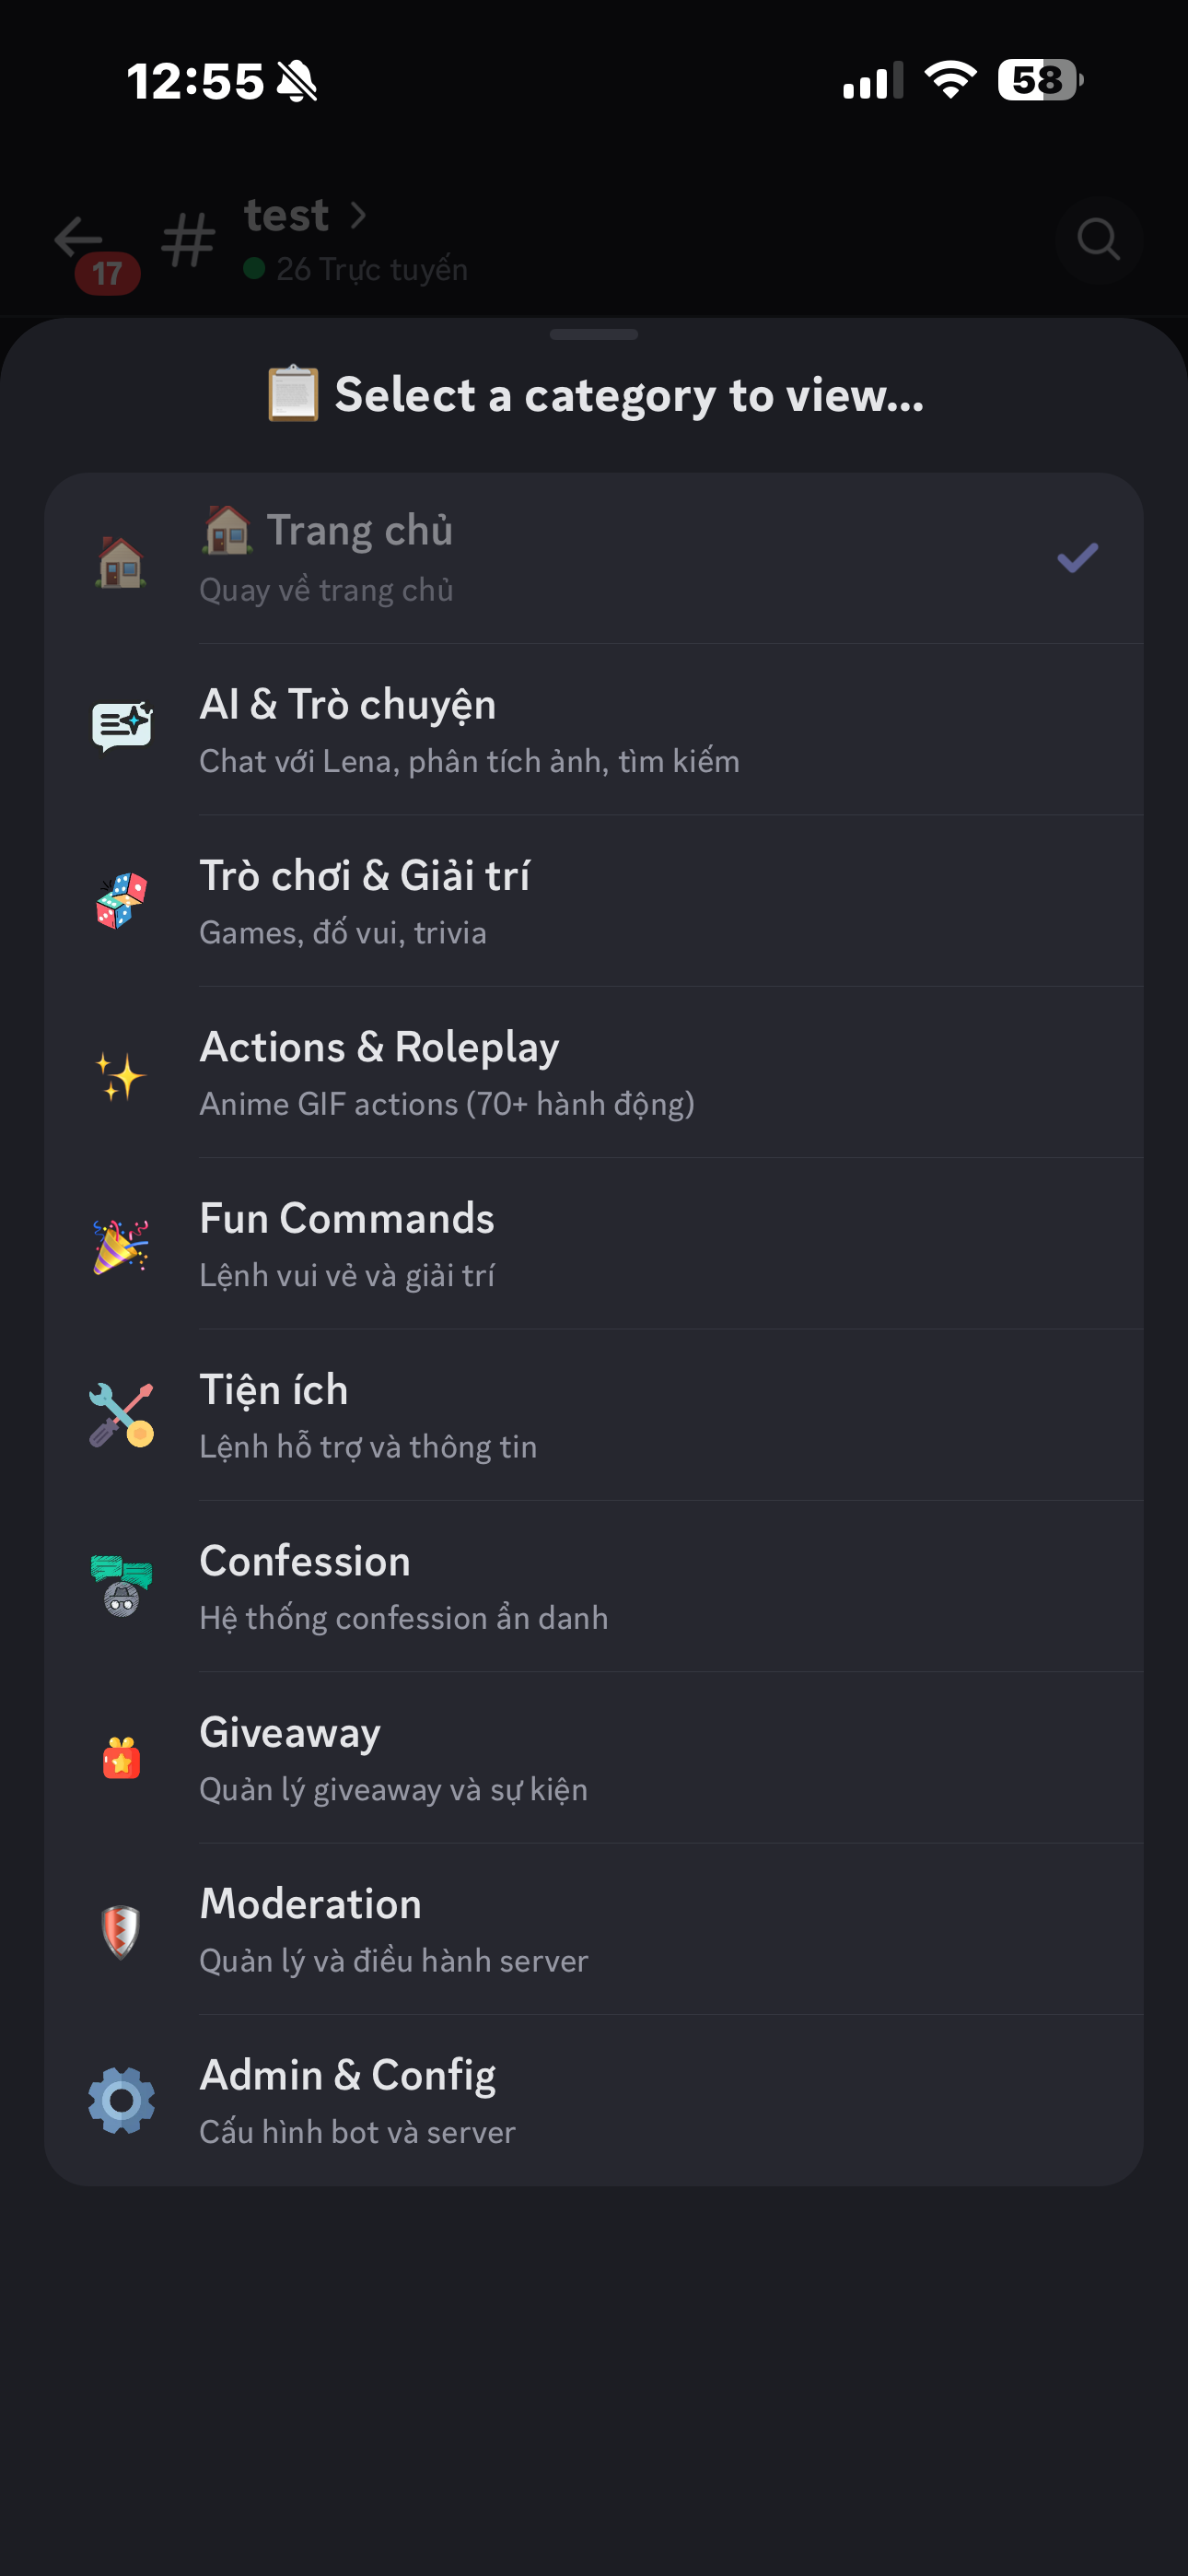 12:55
58
test
17
26 Trực tuyến
📋 Select a category to view...
🏠 Trang chủ
Quay về trang chủ
AI & Trò chuyện
Chat với Lena, phân tích ảnh, tìm kiếm
Trò chơi & Giải trí
Games, đố vui, trivia
Actions & Roleplay
Anime GIF actions (70+ hành động)
Fun Commands
Lệnh vui vẻ và giải trí
Tiện ích
Lệnh hỗ trợ và thông tin
Confession
Hệ thống confession ẩn danh
Giveaway
Quản lý giveaway và sự kiện
Moderation
Quản lý và điều hành server
Admin & Config
Cấu hình bot và server